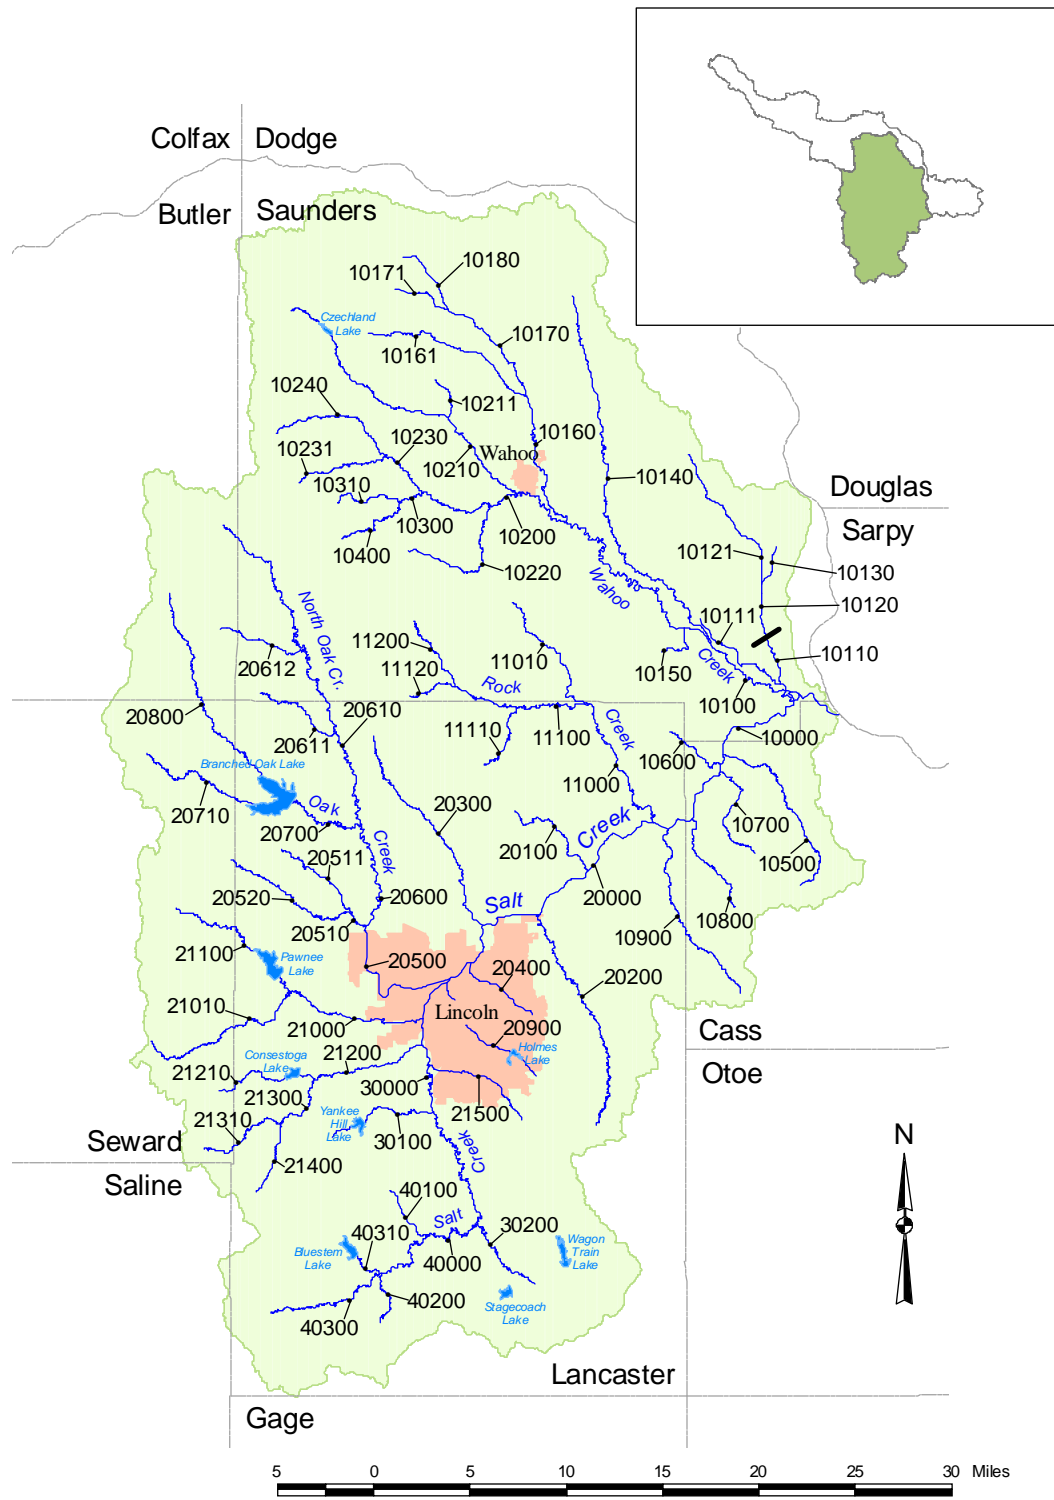 Colfax
Dodge
Butler
Saunders
10171
10180
Czechland
Lake
10161
10170
10240
10211
10231
10230
10210
Wahoo
10160
10310
10300
10200
10140
10400
10220
Douglas
Sarpy
10121
10130
10120
Wahoo
10111
10110
North Oak Cr.
11200
11010
20612
11120
10150
Creek
10100
Rock
20800
20610
20611
11110
11100
Creek
10000
10600
Branched Oak Lake
11000
20710
Oak
20700
20300
Creek
20100
10700
10500
20511
Creek
20520
20600
20000
10800
20510
Salt
10900
21100
Pawnee
Lake
20500
20400
20200
21010
21000
Lincoln
20900
Cass
Otoe
Consestoga
Lake
21200
Holmes
Lake
21210
21300
30000
21500
21310
Yankee
Hill
Lake
30100
Creek
Seward
Saline
21400
N
40100
Salt
40310
Bluestem
Lake
40000
30200
Wagon
Train
Lake
40200
40300
Stagecoach
Lake
Lancaster
Gage
5 0 5 10 15 20 25 30 Miles